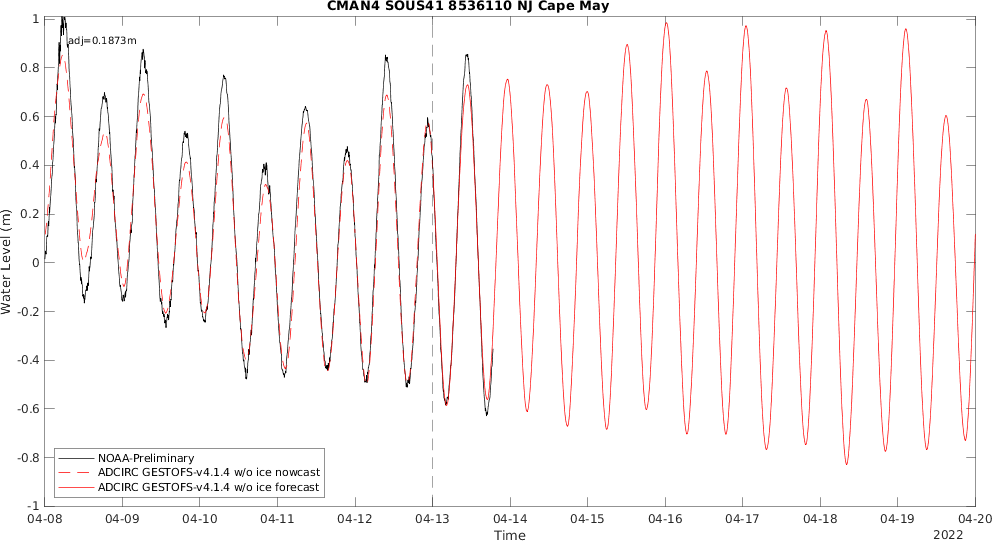 CMAN4 SOUS41 8536110 NJ Cape May
adj=0.1873m
1
0.8
0.6
0.4
0.2
0
-0.2
-0.4
-0.6
-0.8
-1
Water Level (m)
NOAA-Preliminary
ADCIRC GESTOFS-v4.1.4 w/o ice nowcast
ADCIRC GESTOFS-v4.1.4 w/o ice forecast
04-08 04-09 04-10 04-11 04-12 04-13 04-14 04-15 04-16 04-17 04-18 04-19 04-20
Time
2022